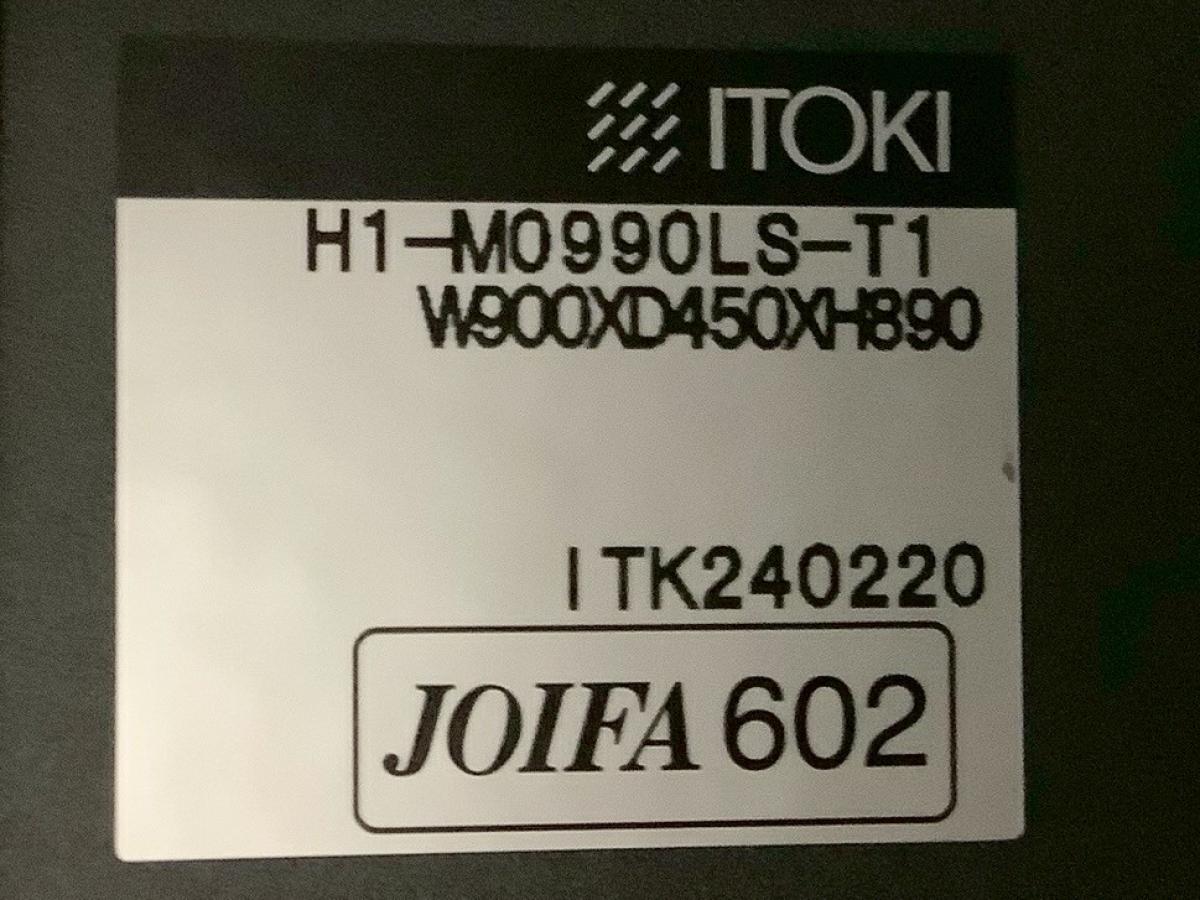 ITOKI
H1-M0990LS-T1
W900XD450XH890
ITK240220
JOIFA 602